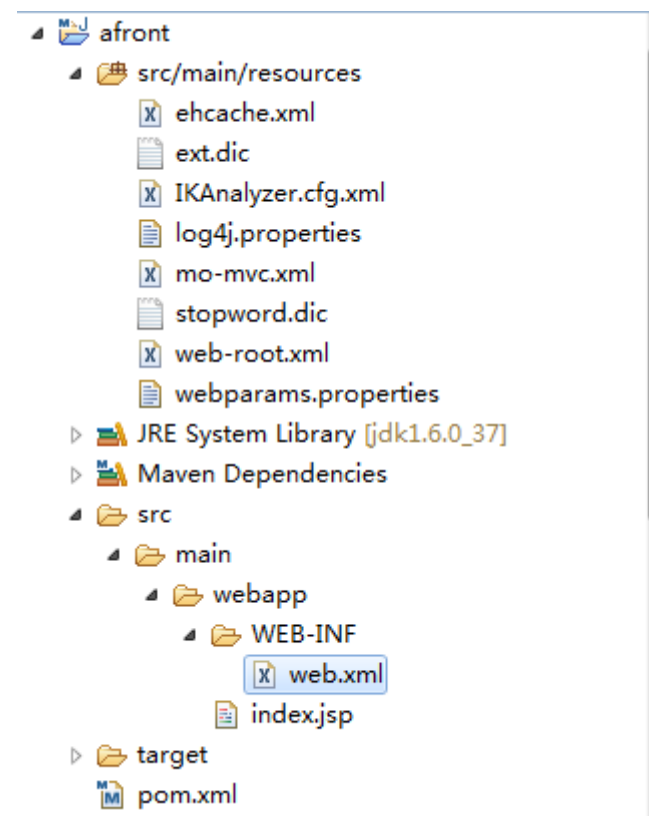 afront
src/main/resources
ehcache.xml
ext.dic
IKAnalyzer.cfg.xml
log4j.properties
mo-mvc.xml
stopword.dic
web-root.xml
webparams.properties
JRE System Library [jdk1.6.0_37]
Maven Dependencies
src
main
webapp
WEB-INF
web.xml
index.jsp
target
pom.xml